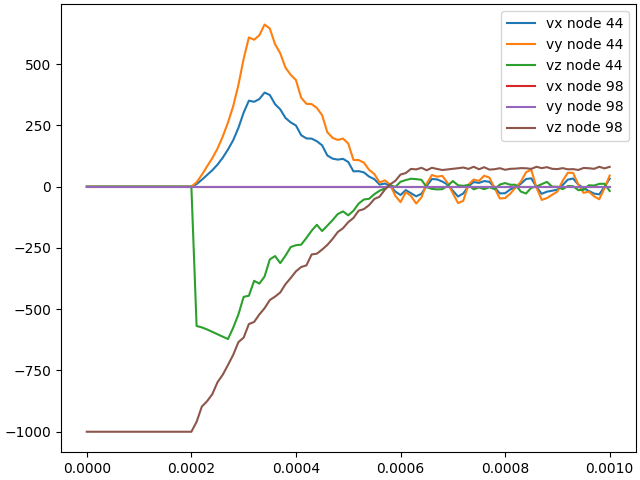 vx node 44
vy node 44
vz node 44
vx node 98
vy node 98
vz node 98
500
250
0
−250
−500
−750
−1000
0.0000 0.0002 0.0004 0.0006 0.0008 0.0010